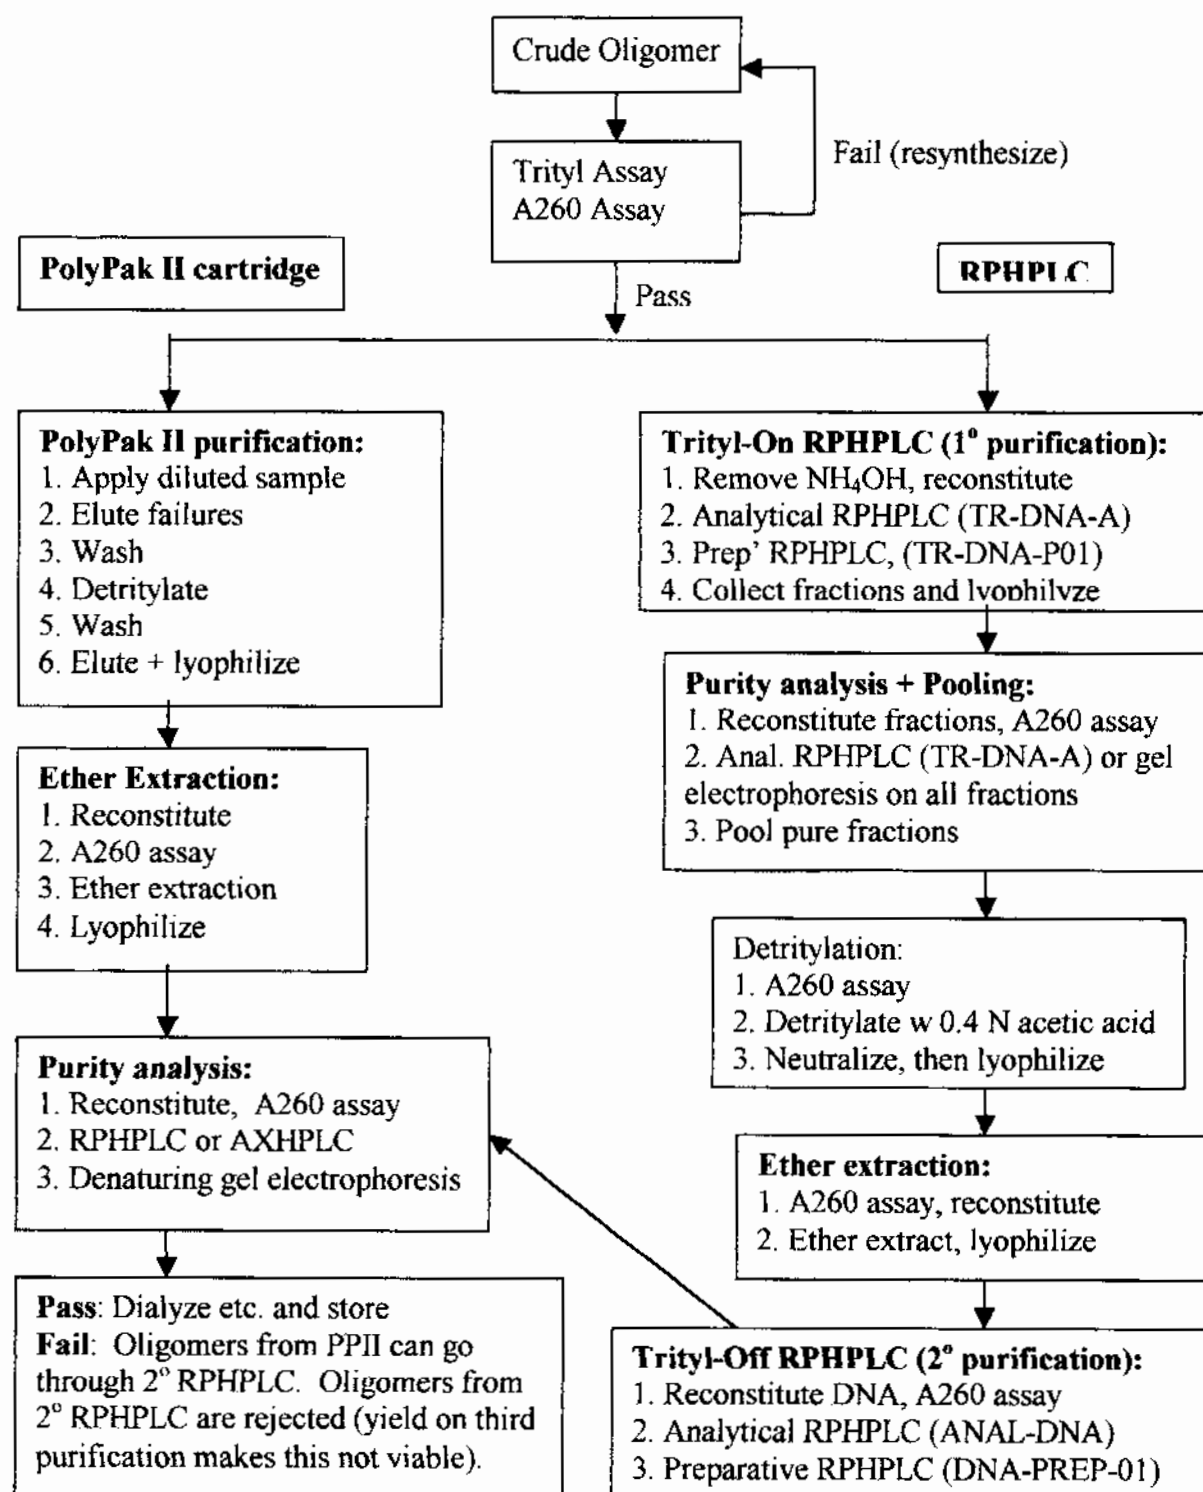 Crude Oligomer
Fail (resynthesize)
Trityl Assay
A260 Assay
PolyPak II cartridge
RPHPLC
Pass
PolyPak II purification:
1. Apply diluted sample
2. Elute failures
3. Wash
4. Detritylate
5. Wash
6. Elute + lyophilize
Ether Extraction:
1. Reconstitute
2. A260 assay
3. Ether extraction
4. Lyophilize
Purity analysis:
1. Reconstitute, A260 assay
2. RPHPLC or AXHPLC
3. Denaturing gel electrophoresis
Pass: Dialyze etc. and store
Fail: Oligomers from PPII can go
through 2° RPHPLC. Oligomers from
2° RPHPLC are rejected (yield on third
purification makes this not viable).
Trityl-On RPHPLC (1° purification):
1. Remove NH₄OH, reconstitute
2. Analytical RPHPLC (TR-DNA-A)
3. Prep' RPHPLC, (TR-DNA-P01)
4. Collect fractions and lyophilyze
Purity analysis + Pooling:
1. Reconstitute fractions, A260 assay
2. Anal. RPHPLC (TR-DNA-A) or gel
electrophoresis on all fractions
3. Pool pure fractions
Detritylation:
1. A260 assay
2. Detritylate w 0.4 N acetic acid
3. Neutralize, then lyophilize
Ether extraction:
1. A260 assay, reconstitute
2. Ether extract, lyophilize
Trityl-Off RPHPLC (2° purification):
1. Reconstitute DNA, A260 assay
2. Analytical RPHPLC (ANAL-DNA)
3. Preparative RPHPLC (DNA-PREP-01)